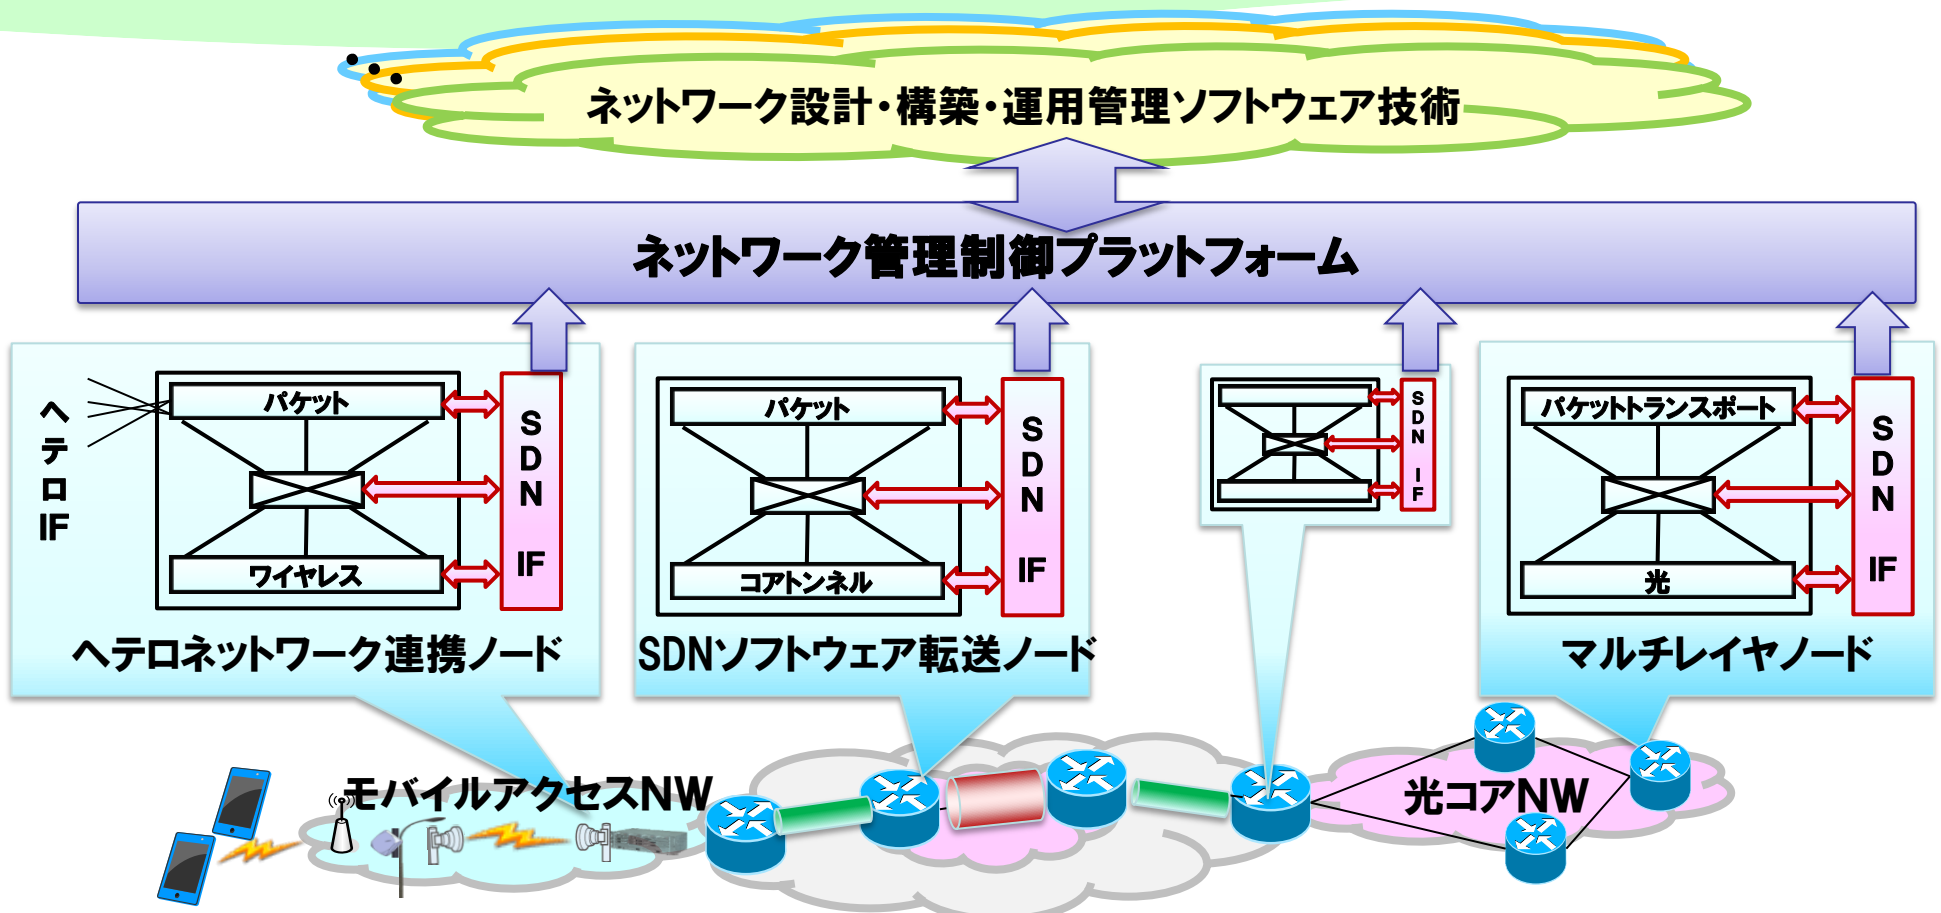 ネットワーク設計・構築・運用管理ソフトウェア技術
ネットワーク管理制御プラットフォーム
ヘテロIF
パケット
ワイヤレス
SDN IF
ヘテロネットワーク連携ノード
パケット
コアトンネル
SDN IF
SDNソフトウェア転送ノード
SDN IF
パケットトランスポート
光
SDN IF
マルチレイヤノード
モバイルアクセスNW
光コアNW